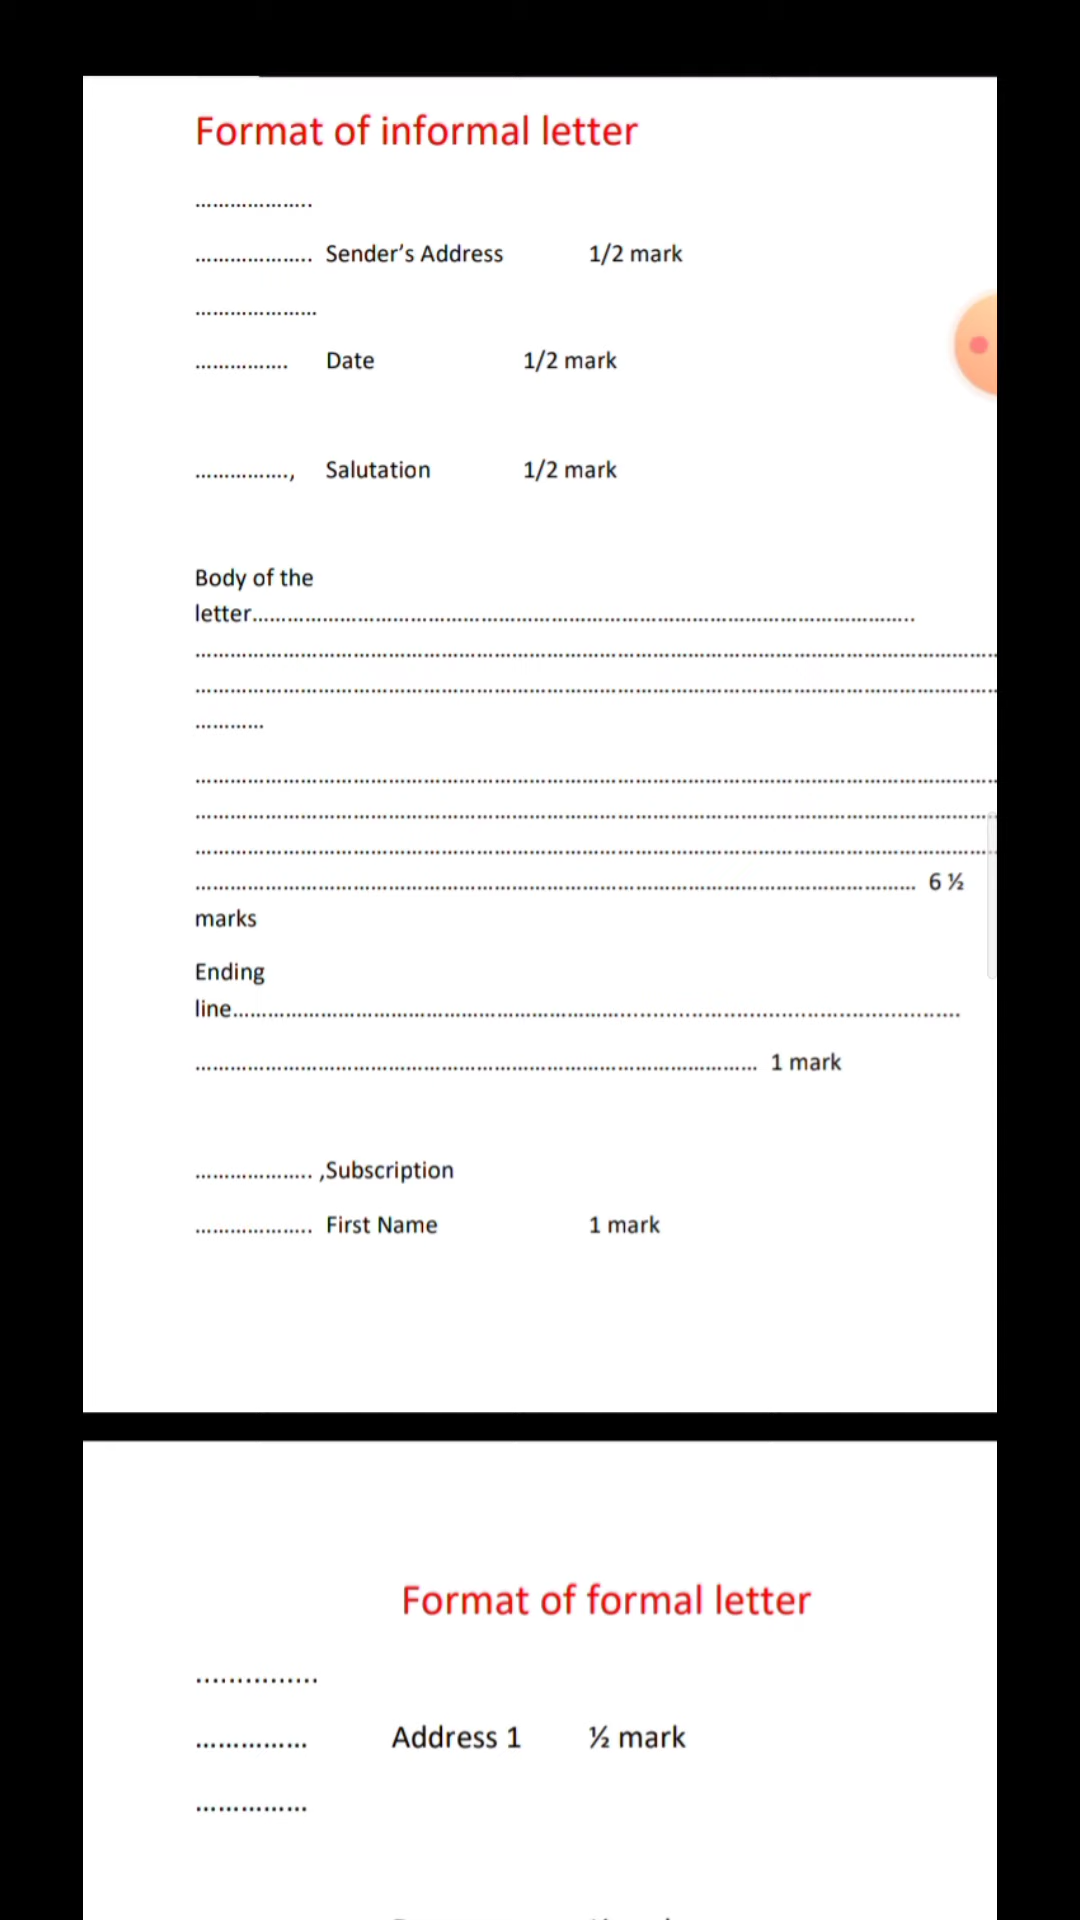 Format of informal letter
………………..
……………….. Sender’s Address 1/2 mark
…………………
……………. Date 1/2 mark
……………., Salutation 1/2 mark
Body of the
letter…………………………………………………………………………………………………..
…………………………………………………………………………………………………………………………
…………………………………………………………………………………………………………………………
…………
…………………………………………………………………………………………………………………………
…………………………………………………………………………………………………………………………
…………………………………………………………………………………………………………………………
…………………………………………………………………………………………………………… 6 ½
marks
Ending
line……………………………………………………………………………………………………………….
…………………………………………………………………………………… 1 mark
……………….. ,Subscription
……………….. First Name 1 mark
Format of formal letter
……………
…………… Address 1 ½ mark
……………